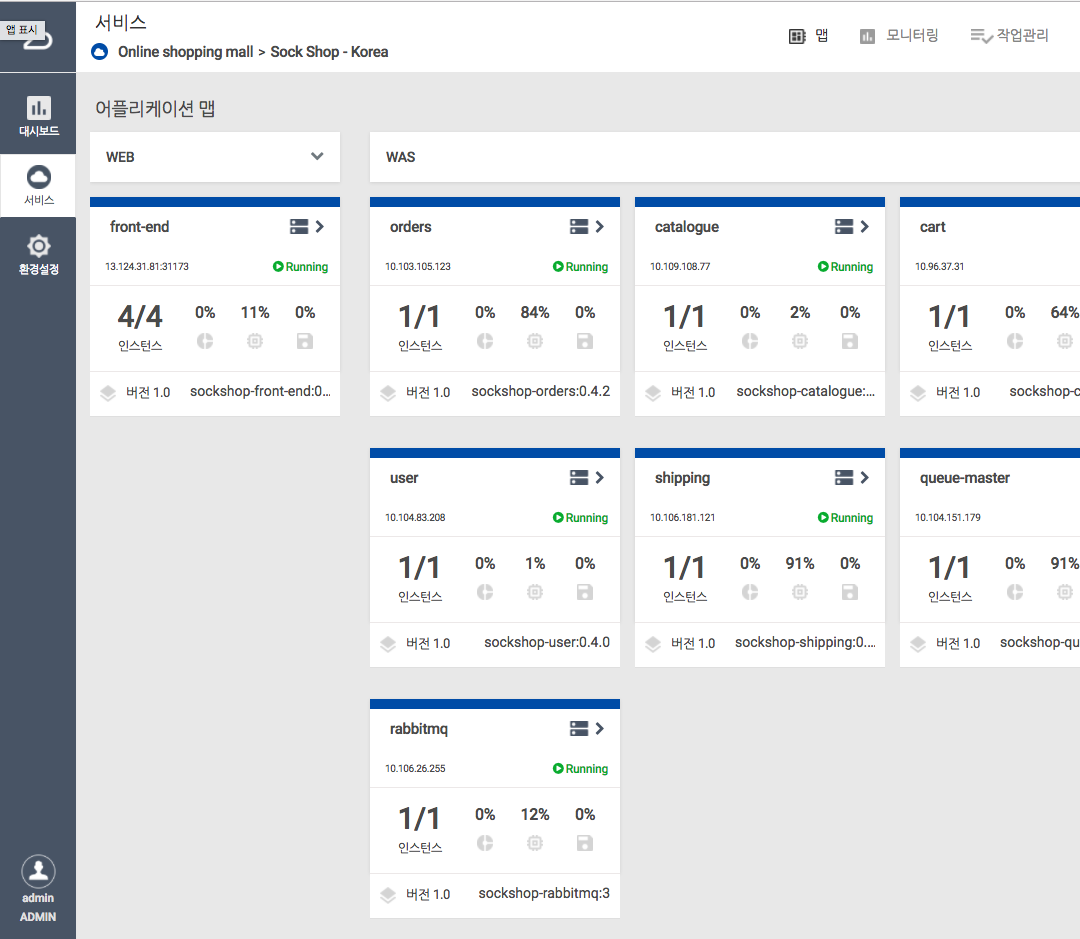 앱 표시
서비스
Online shopping mall > Sock Shop - Korea
맵
모니터링
작업관리
대시보드
서비스
환경설정
admin
ADMIN
어플리케이션 맵
WEB
WAS
front-end
13.124.31.81:31173
Running
4/4 0% 11% 0%
인스턴스
버전 1.0 sockshop-front-end:0...
orders
10.103.105.123
Running
1/1 0% 84% 0%
인스턴스
버전 1.0 sockshop-orders:0.4.2
catalogue
10.109.108.77
Running
1/1 0% 2% 0%
인스턴스
버전 1.0 sockshop-catalogue:...
cart
10.96.37.31
1/1 0% 64%
인스턴스
버전 1.0 sockshop-c
user
10.104.83.208
Running
1/1 0% 1% 0%
인스턴스
버전 1.0 sockshop-user:0.4.0
shipping
10.106.181.121
Running
1/1 0% 91% 0%
인스턴스
버전 1.0 sockshop-shipping:0....
queue-master
10.104.151.179
1/1 0% 91%
인스턴스
버전 1.0 sockshop-qu
rabbitmq
10.106.26.255
Running
1/1 0% 12% 0%
인스턴스
버전 1.0 sockshop-rabbitmq:3